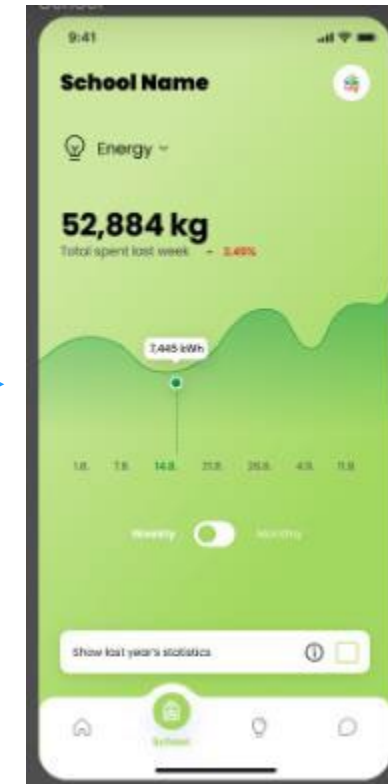 School
9:41
School Name
Energy
52,884 kg
Total spent last week - 3.49%
7,445 kWh
1.8. 7.8. 14.8. 21.8. 28.8. 4.9. 11.9.
Weekly Monthly
Show last year's statistics
School